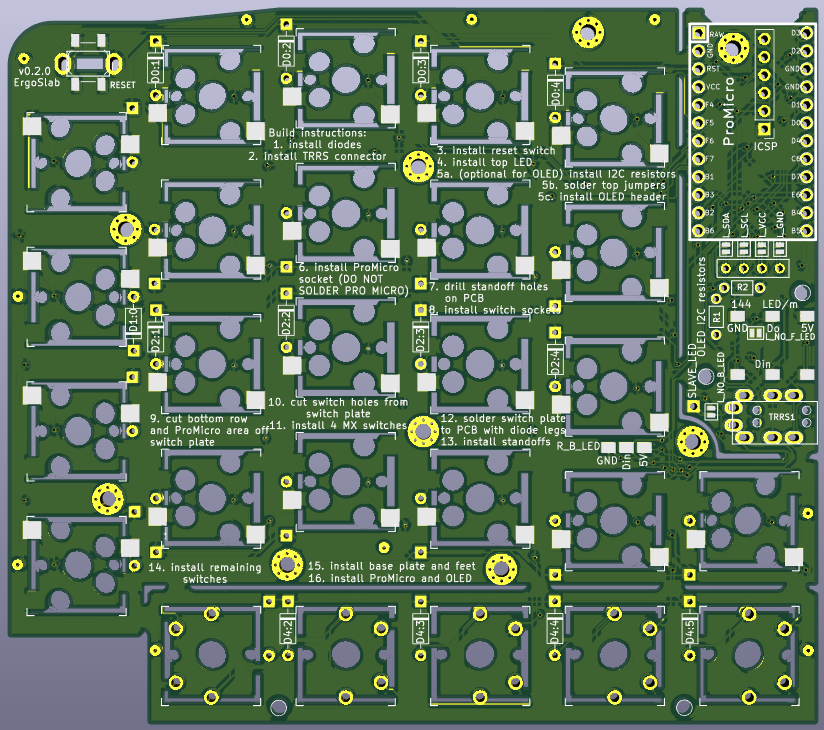 v0.2.0
ErgoSlab
RESET
D0:1
D0:2
D0:3
D0:4
RAW
GND
RST
VCC
F4
F5
F6
F7
B1
B3
B2
B6
D3
D2
GND
GND
D1
D0
D4
C6
D7
E6
B4
B5
ProMicro
ICSP
Build instructions:
1. install diodes
2. install TRRS connector
3. install reset switch
4. install top LED
5a. (optional for OLED) install I2C resistors
5b. solder top jumpers
5c. install OLED header
L_SDA
L_SCL
L_VCC
L_GND
6. install ProMicro
socket (DO NOT
SOLDER PRO MICRO)
7. drill standoff holes
on PCB
8. install switch sockets
OLED I2C resistors
R2
R1
144 LED/m
GND Do 5V
L_NO_F_LED
Din
D1:0
D2:1
D2:2
D2:3
D2:4
SLAVE_LED
L_NO_B_LED
TRRS1
9. cut bottom row
and ProMicro area off
switch plate
10. cut switch holes from
switch plate
11. install 4 MX switches
12. solder switch plate
to PCB with diode legs
13. install standoffs
R_B_LED
GND
Din
5V
14. install remaining
switches
15. install base plate and feet
16. install ProMicro and OLED
D4:2
D4:3
D4:4
D4:5